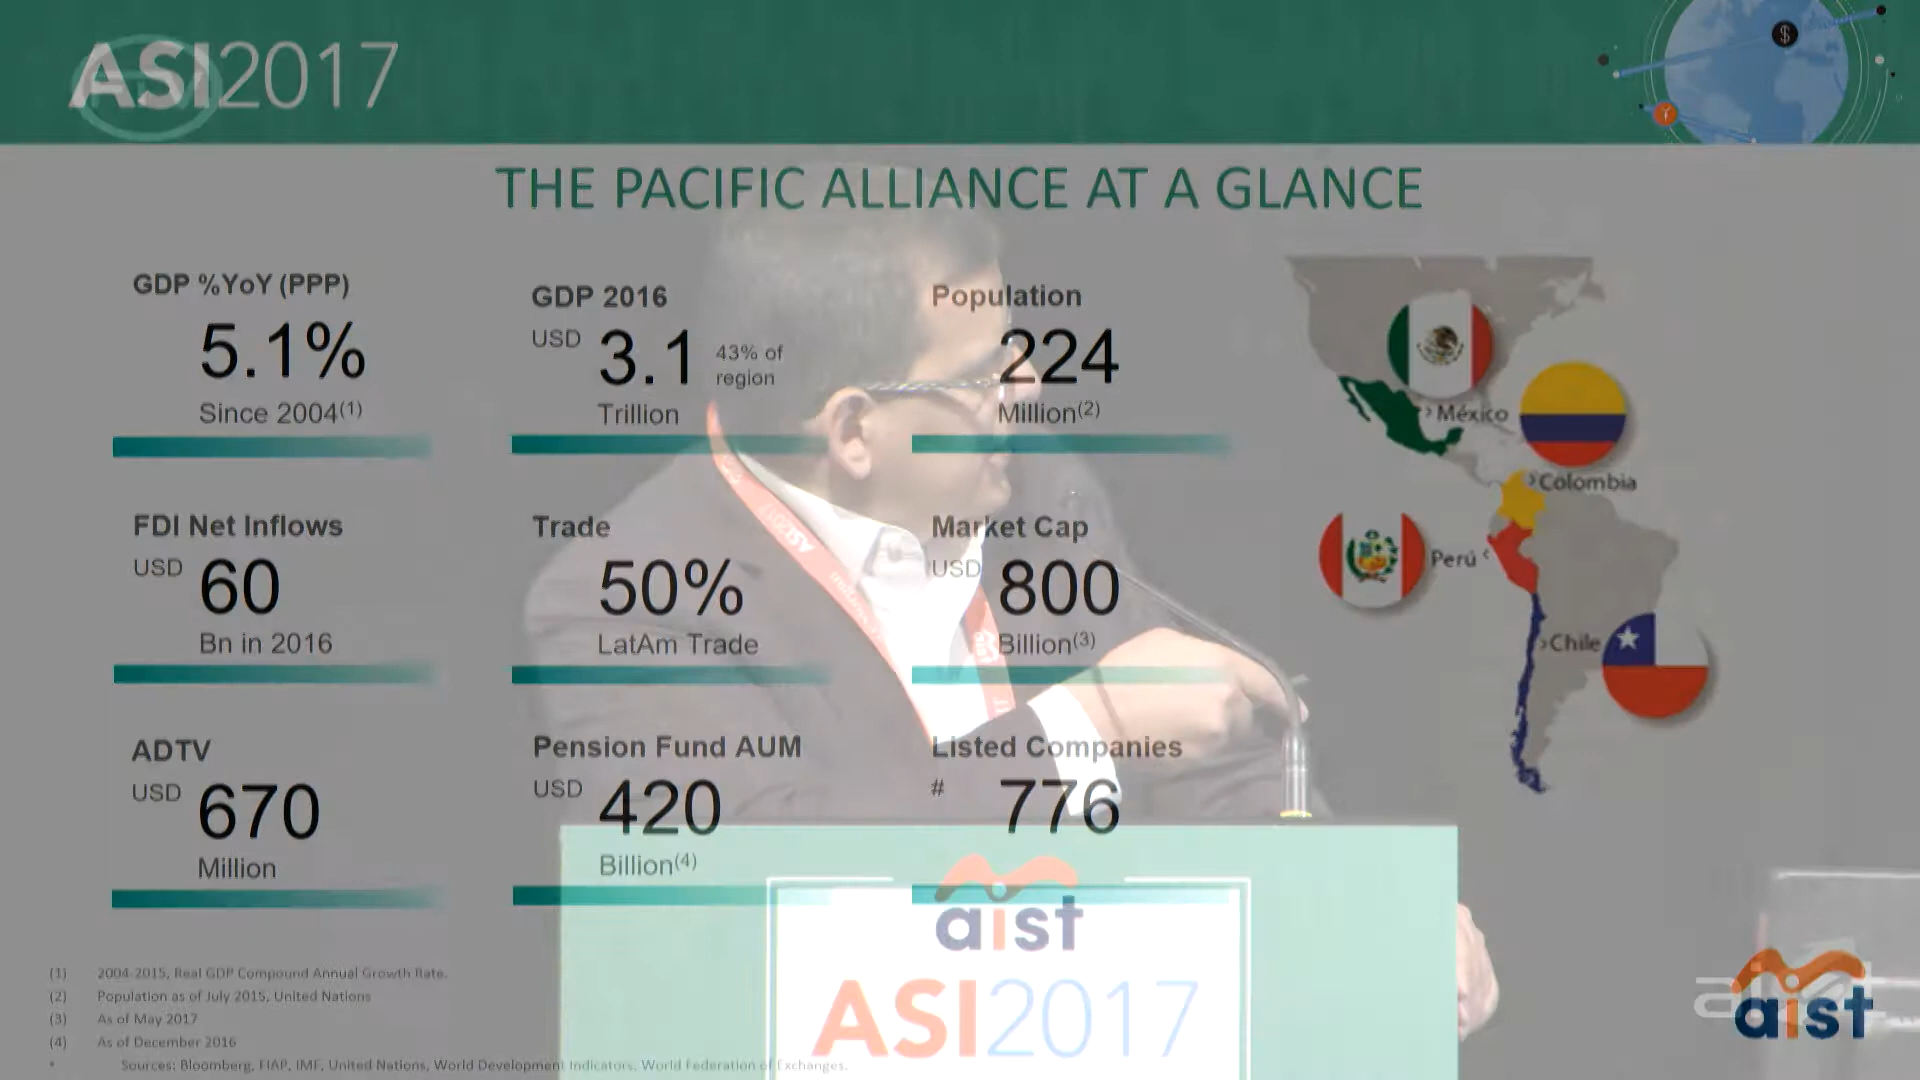 ASI2017
THE PACIFIC ALLIANCE AT A GLANCE
GDP %YoY (PPP)
5.1%
Since 2004(1)
GDP 2016
USD 3.1 43% of
region
Trillion
Population
224
Million(2)
México
Colombia
Perú
Chile
FDI Net Inflows
USD 60
Bn in 2016
Trade
50%
LatAm Trade
Market Cap
USD 800
Billion(3)
ADTV
USD 670
Million
Pension Fund AUM
USD 420
Billion(4)
Listed Companies
# 776
aist
ASI2017
(1) 2004-2015, Real GDP Compound Annual Growth Rate.
(2) Population as of July 2015, United Nations
(3) As of May 2017
(4) As of December 2016
* Sources: Bloomberg, FIAP, IMF, United Nations, World Development Indicators, World Federation of Exchanges.
aist
ASI2017